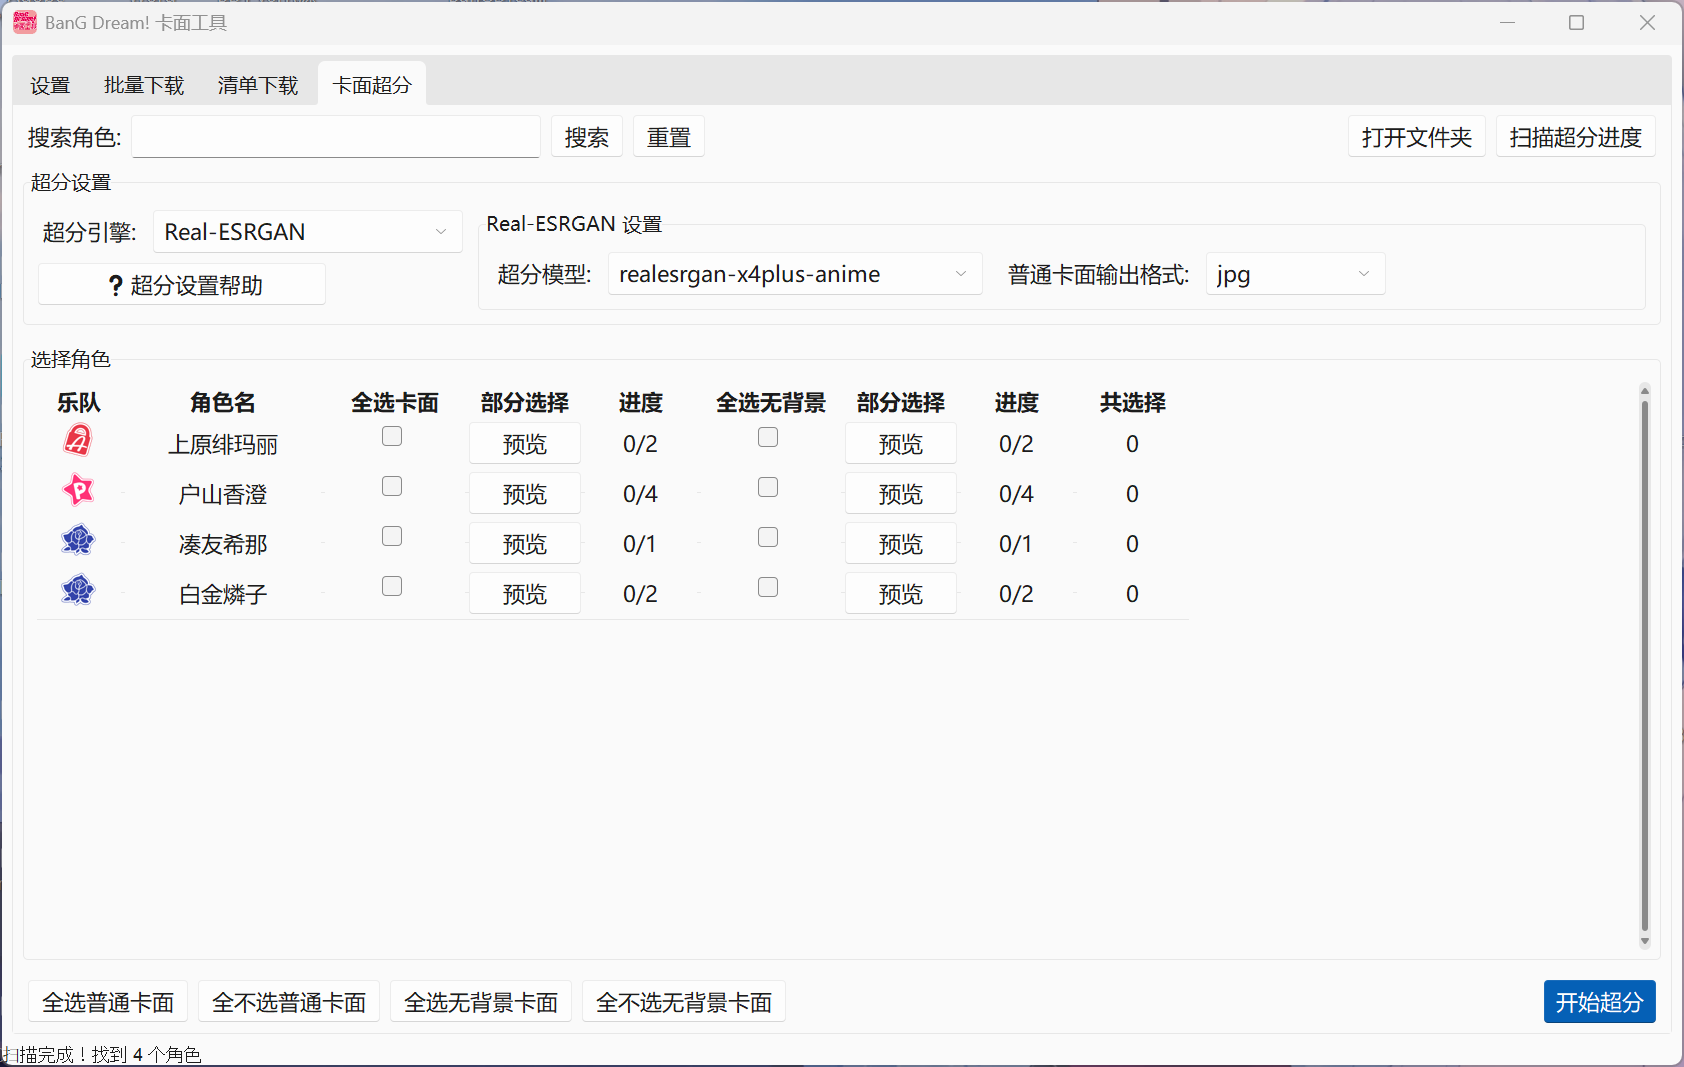 BanG Dream! 卡面工具
设置 批量下载 清单下载 卡面超分
搜索角色: 搜索 重置 打开文件夹 扫描超分进度
超分设置
超分引擎: Real-ESRGAN
? 超分设置帮助
Real-ESRGAN 设置
超分模型: realesrgan-x4plus-anime 普通卡面输出格式: jpg
选择角色
乐队 角色名 全选卡面 部分选择 进度 全选无背景 部分选择 进度 共选择
上原绯玛丽 预览 0/2 预览 0/2 0
户山香澄 预览 0/4 预览 0/4 0
凑友希那 预览 0/1 预览 0/1 0
白金燐子 预览 0/2 预览 0/2 0
全选普通卡面 全不选普通卡面 全选无背景卡面 全不选无背景卡面 开始超分
扫描完成！找到 4 个角色